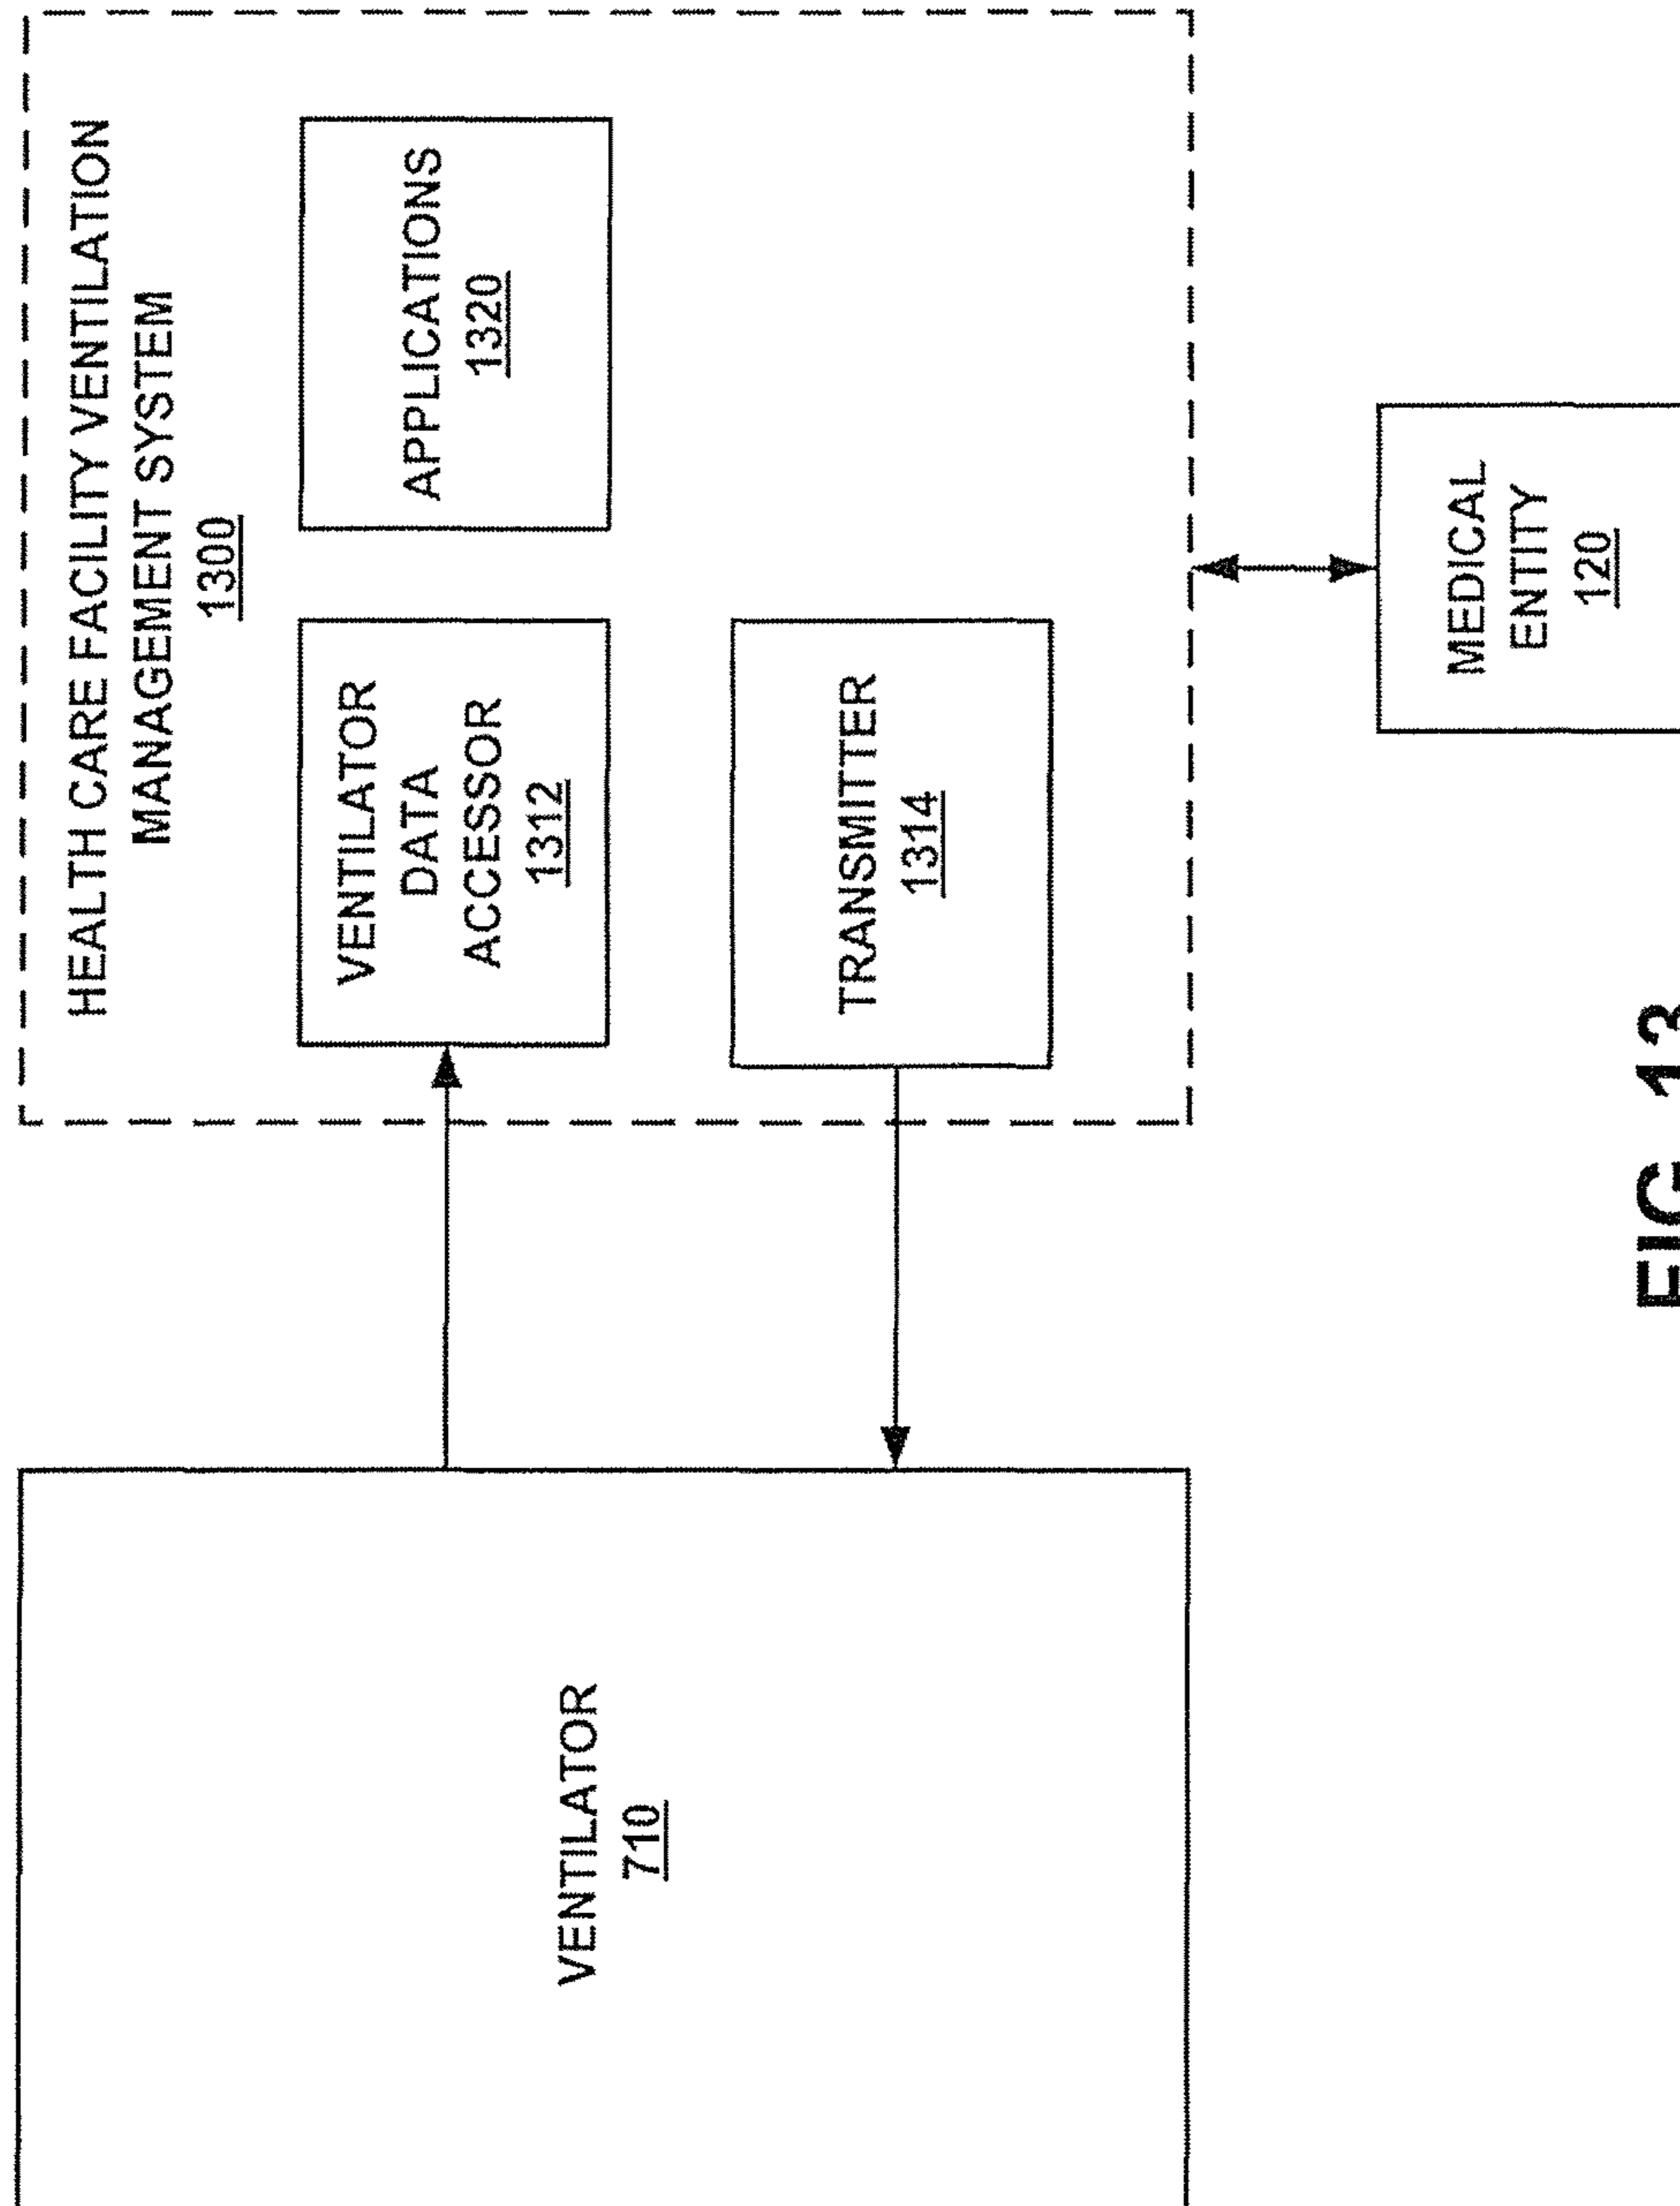 HEALTH CARE FACILITY VENTILATION
MANAGEMENT SYSTEM
1300
VENTILATOR
DATA
ACCESSOR
1312
APPLICATIONS
1320
TRANSMITTER
1314
VENTILATOR
710
MEDICAL
ENTITY
120
FIG. 13